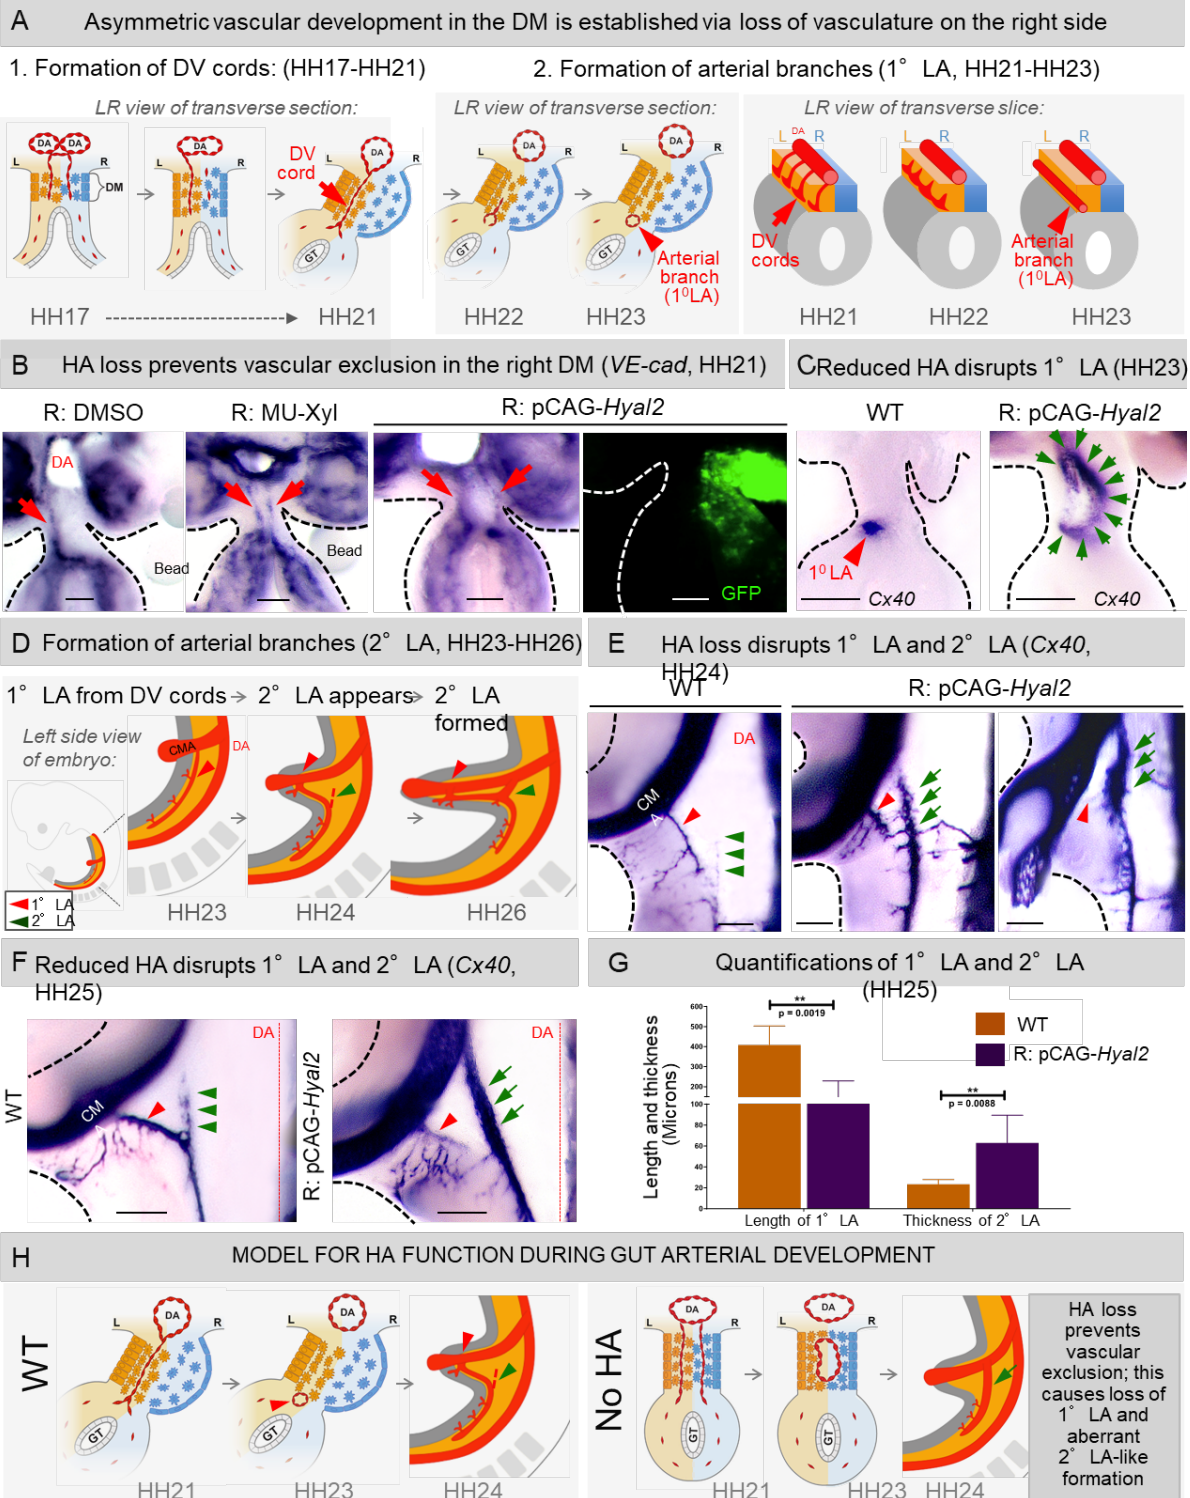 A Asymmetric vascular development in the DM is established via loss of vasculature on the right side
1. Formation of DV cords: (HH17-HH21)
2. Formation of arterial branches (1° LA, HH21-HH23)
LR view of transverse section:
LR view of transverse section:
LR view of transverse slice:
DA DA
L R
DM
DA
L R
DV
cord
DA
L R
GT
DA
L R
GT
DA
L R
GT
Arterial
branch
(1⁰LA)
L DA R
DV
cords
L R
L R
Arterial
branch
(1⁰LA)
HH17
HH21
HH22
HH23
HH21
HH22
HH23
B HA loss prevents vascular exclusion in the right DM (VE-cad, HH21)
R: DMSO
R: MU-Xyl
R: pCAG-Hyal2
DA
Bead
Bead
GFP
C Reduced HA disrupts 1° LA (HH23)
WT
R: pCAG-Hyal2
1⁰ LA
Cx40
Cx40
D Formation of arterial branches (2° LA, HH23-HH26)
1° LA from DV cords
2° LA appears
2° LA
formed
Left side view
of embryo:
CMA
DA
1° LA
2° LA
HH23
HH24
HH26
E HA loss disrupts 1° LA and 2° LA (Cx40,
HH24)
WT
R: pCAG-Hyal2
DA
CM
A
F Reduced HA disrupts 1° LA and 2° LA (Cx40,
HH25)
WT
DA
CM
A
R: pCAG-Hyal2
DA
G Quantifications of 1° LA and 2° LA
(HH25)
Length and thickness
(Microns)
600
500
400
300
200
100
80
60
40
20
0
**
p = 0.0019
**
p = 0.0088
WT
R: pCAG-Hyal2
Length of 1° LA
Thickness of 2° LA
H MODEL FOR HA FUNCTION DURING GUT ARTERIAL DEVELOPMENT
WT
DA
L R
GT
DA
L R
GT
HH21
HH23
HH24
No HA
DA
L R
GT
DA
L R
GT
HH21
HH23
HH24
HA loss
prevents
vascular
exclusion; this
causes loss of
1° LA and
aberrant
2° LA-like
formation